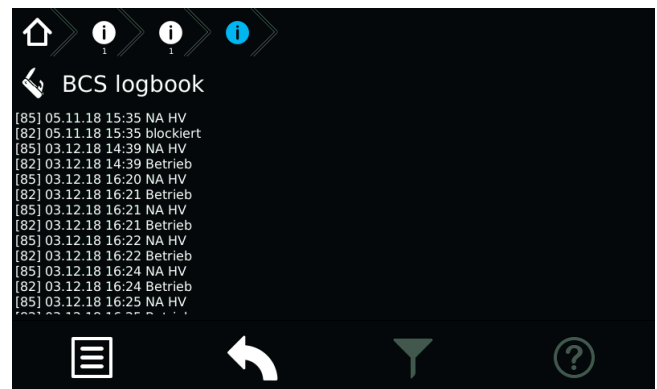 i
1
i
1
i
BCS logbook
[85] 05.11.18 15:35 NA HV
[82] 05.11.18 15:35 blockiert
[85] 03.12.18 14:39 NA HV
[82] 03.12.18 14:39 Betrieb
[85] 03.12.18 16:20 NA HV
[82] 03.12.18 16:21 Betrieb
[85] 03.12.18 16:21 NA HV
[82] 03.12.18 16:21 Betrieb
[85] 03.12.18 16:22 NA HV
[82] 03.12.18 16:22 Betrieb
[85] 03.12.18 16:24 NA HV
[82] 03.12.18 16:24 Betrieb
[85] 03.12.18 16:25 NA HV
?